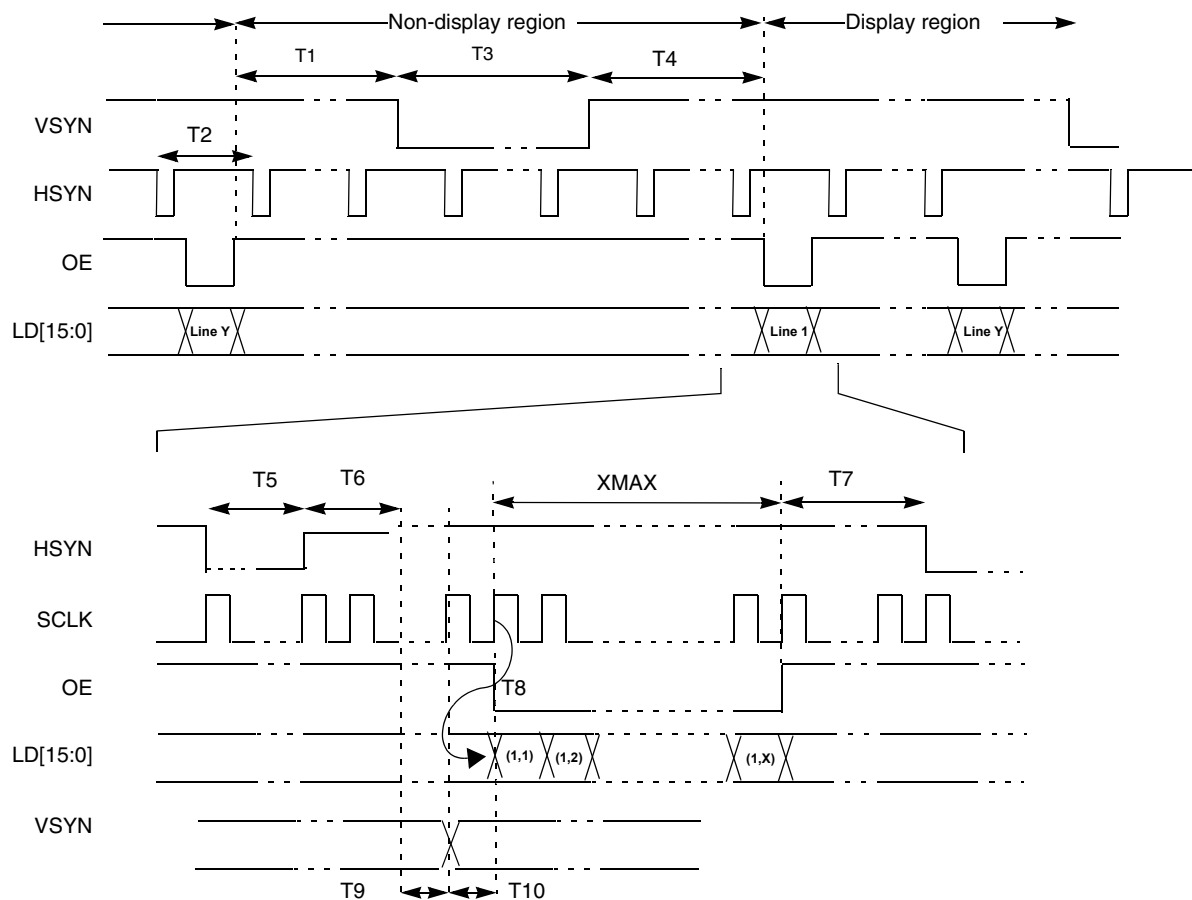 Non-display region
Display region
T1
T3
T4
VSYN
T2
HSYN
OE
LD[15:0]
Line Y
Line 1
Line Y
T5
T6
XMAX
T7
HSYN
SCLK
OE
T8
LD[15:0]
(1,1)
(1,2)
(1,X)
VSYN
T9
T10